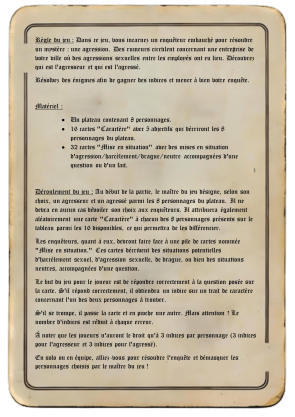 Règle du jeu : Dans ce jeu, vous incarnez un enquêteur embauché pour résoudre
un mystère : une agression. Des rumeurs circulent concernant une entreprise de
votre ville où des agressions sexuelles entre les employés ont eu lieu. Découvrez
qui est l'agresseur et qui est l'agressé.
Résolvez des énigmes afin de gagner des indices et mener à bien votre enquête.
Matériel :
• Un plateau contenant 8 personnages.
• 16 cartes "Caratère" avec 3 adjectifs qui décriront les 8
personnages du plateau.
• 32 cartes "Mise en situation" avec des mises en situation
d'agression/harcèlement/drague/neutre accompagnées d'une
question ou d'un fait.
Déroulement du jeu : Au début de la partie, le maître du jeu désigne, selon son
choix, un agresseur et un agressé parmi les 8 personnages du plateau. Il ne
devra en aucun cas dévoiler son choix aux enquêteurs. Il attribuera également
aléatoirement une carte "Caratère" à chacun des 8 personnages présents sur le
tableau parmi les 16 disponibles, ce qui permettra de les différencier.
Les enquêteurs, quant à eux, devront faire face à une pile de cartes nommée
"Mise en situation." Ces cartes décrivent des situations potentielles
d'harcèlement sexuel, d'agression sexuelle, de drague, ou bien des situations
neutres, accompagnées d'une question.
Le but du jeu pour le joueur est de répondre correctement à la question posée sur
la carte. S'il répond correctement, il obtiendra un indice sur un trait de caractère
concernant l'un des deux personnages à trouver.
S'il se trompe, il passe la carte et en pioche une autre. Mais attention ! Le
nombre d'indices est réduit à chaque erreur.
À noter que les joueurs n'auront le droit qu'à 3 indices par personnage (3 indices
pour l'agresseur et 3 indices pour l'agressé).
En solo ou en équipe, alliez-vous pour résoudre l'enquête et démasquer les
personnages choisis par le maître du jeu !